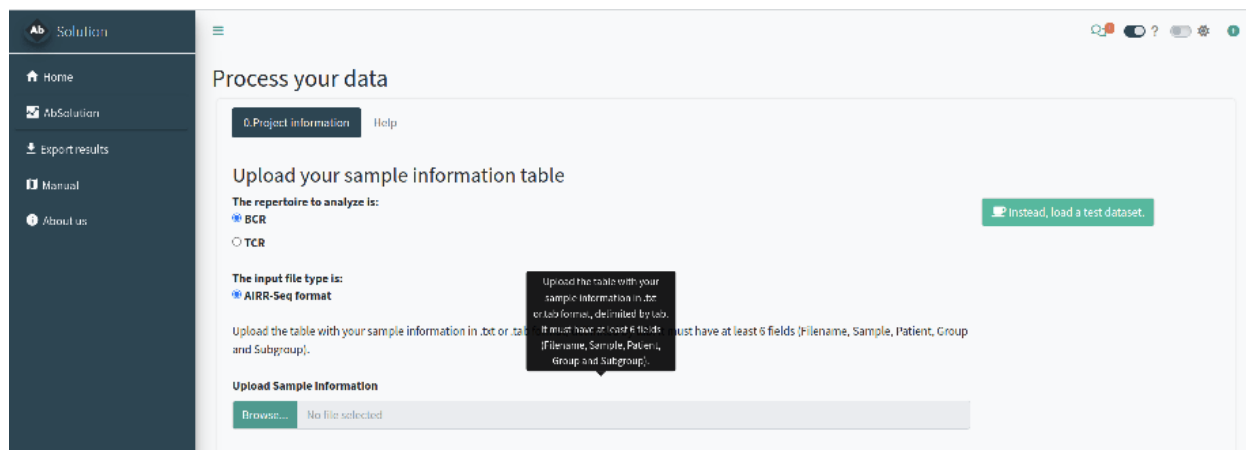 Ab Solution
Home
AbSolution
Export results
Manual
About us
?
Process your data
0.Project information Help
Upload your sample information table
The repertoire to analyze is:
BCR
TCR
Instead, load a test dataset.
The input file type is:
AIRR-Seq format
Upload the table with your sample information in .txt or .tab
must have at least 6 fields (Filename, Sample, Patient, Group
and Subgroup).
Upload the table with your
sample information in .txt
or.tab format, delimited by tab.
It must have at least 6 fields
(Filename, Sample, Patient,
Group and Subgroup).
Upload Sample Information
Browse... No file selected